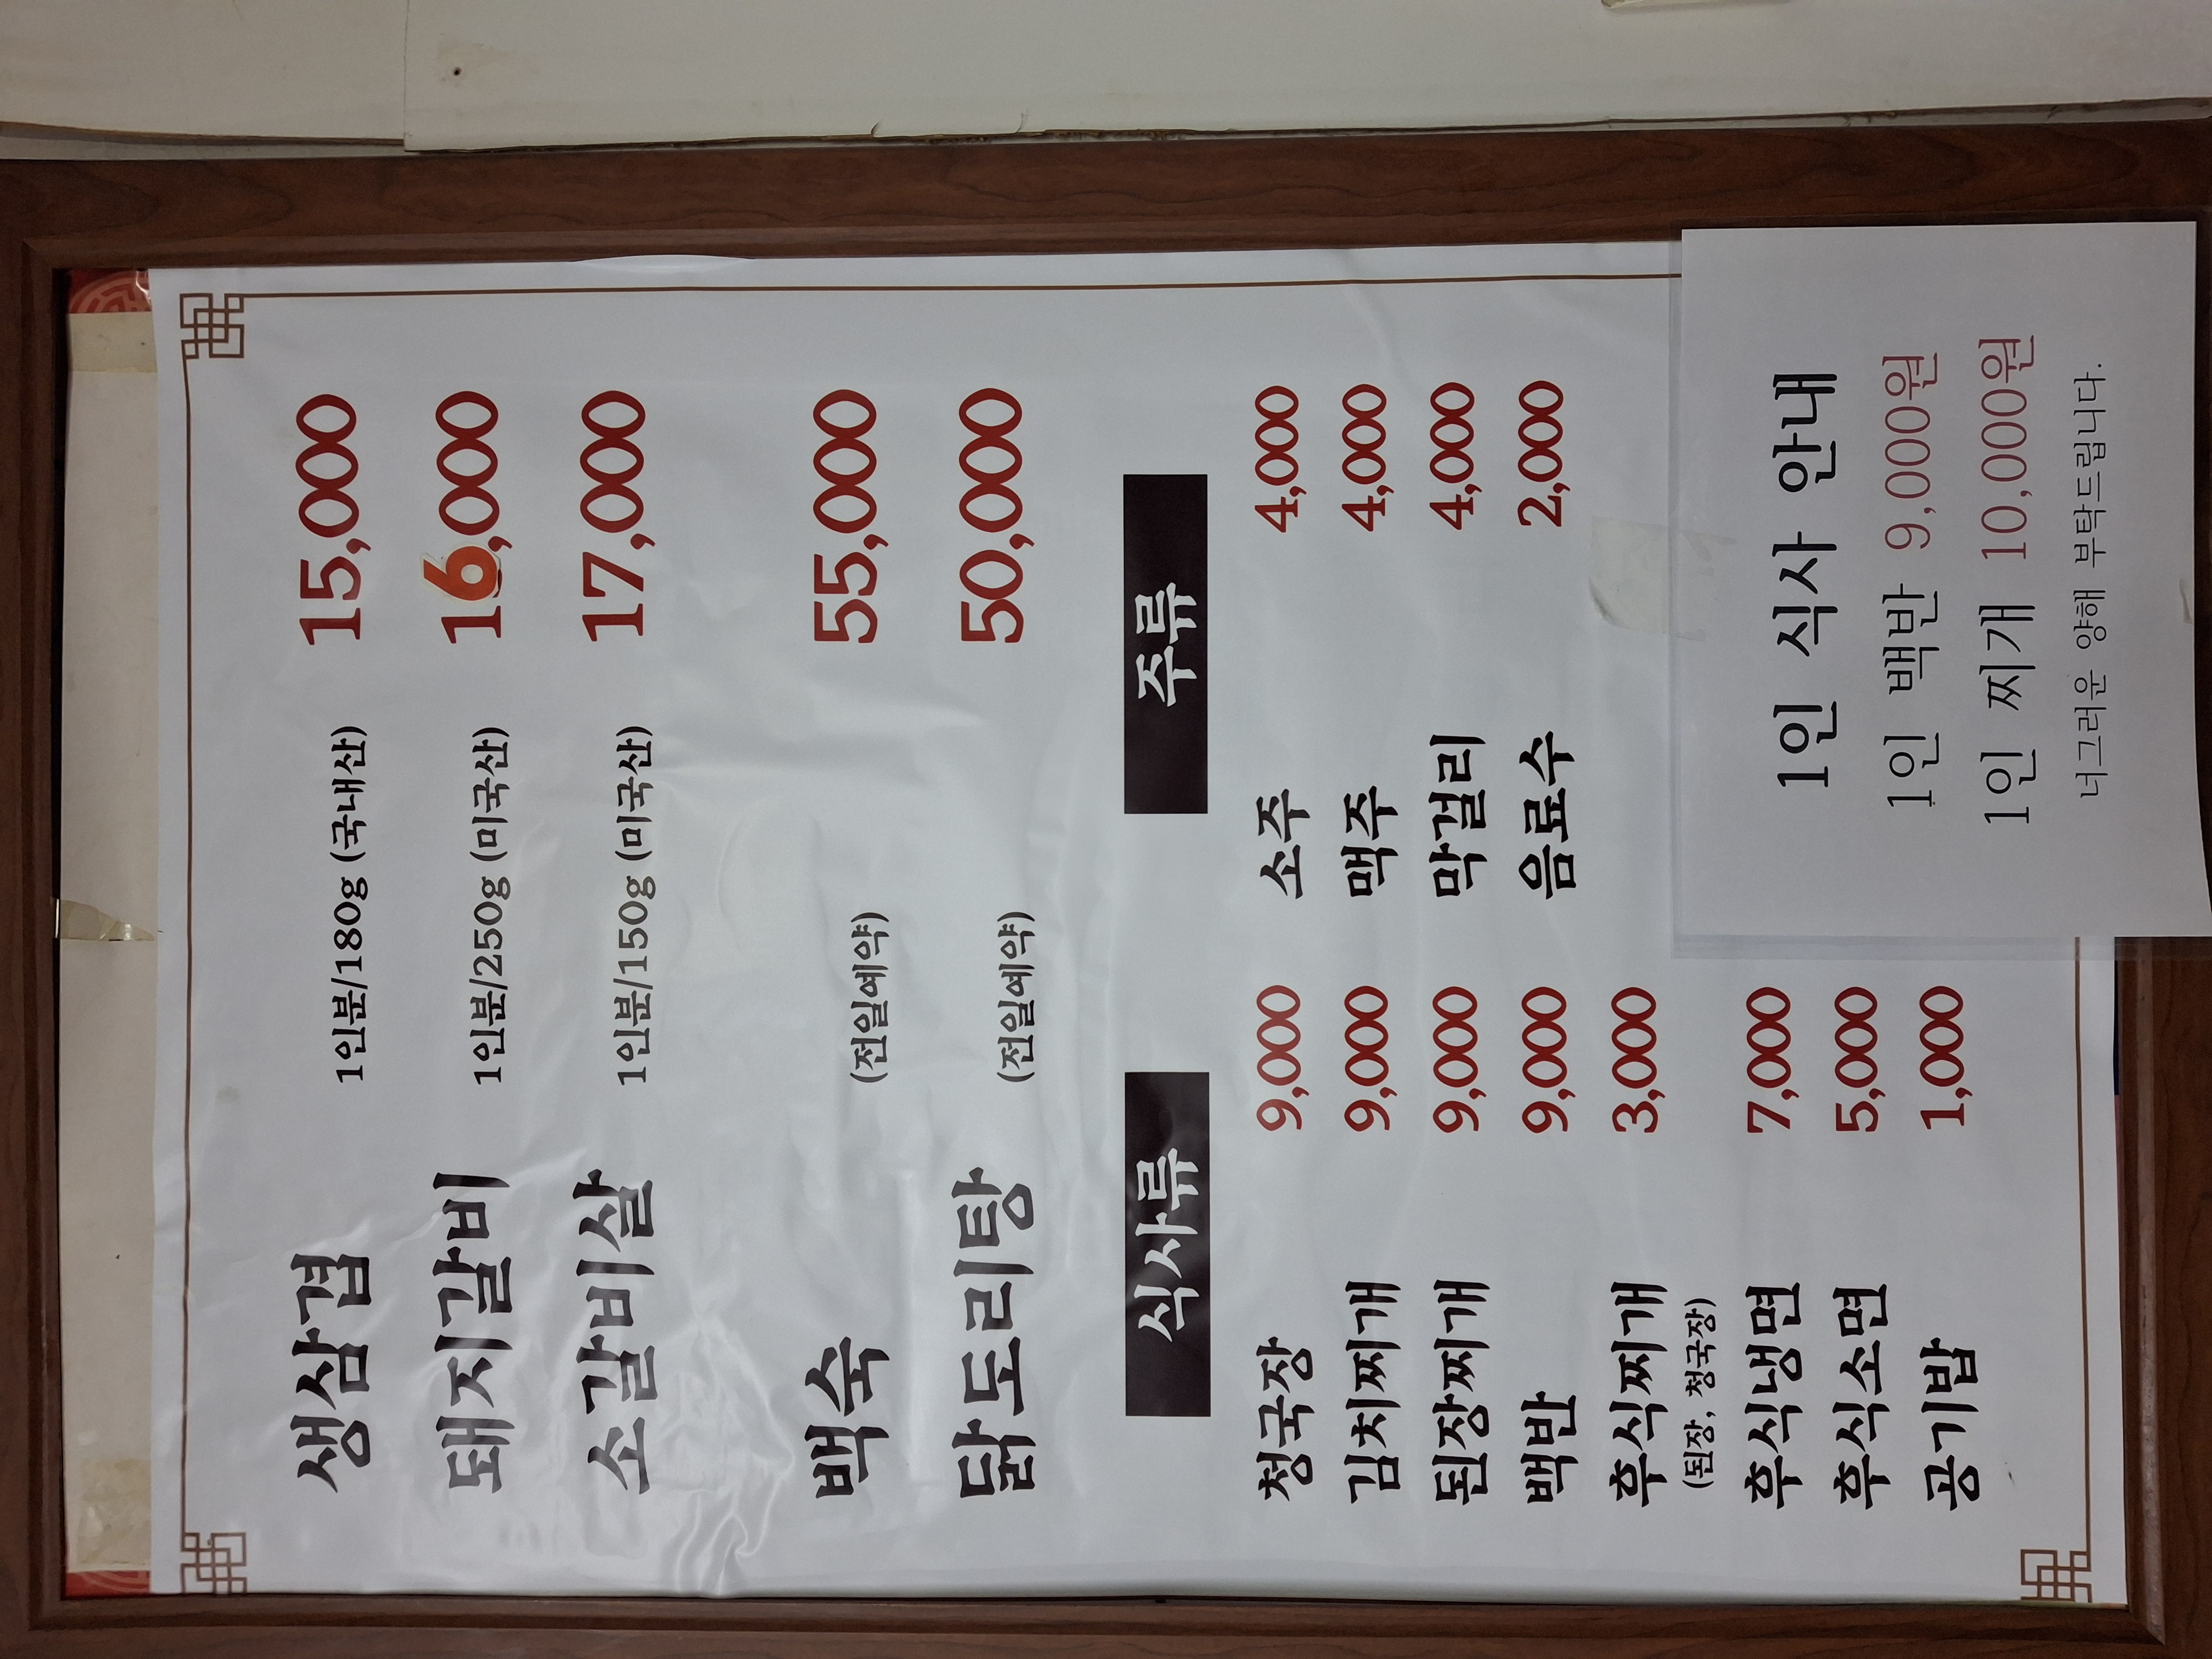 생삼겹 1인분/180g (국내산) 15,000
돼지갈비 1인분/250g (미국산) 16,000
소갈비살 1인분/150g (미국산) 17,000
백숙 (전일예약) 55,000
닭도리탕 (전일예약) 50,000
식사류
청국장 9,000
김치찌개 9,000
된장찌개 9,000
백반 9,000
후식찌개 3,000
(된장, 청국장)
후식냉면 7,000
후식소면 5,000
공기밥 1,000
주류
소주 4,000
맥주 4,000
막걸리 4,000
음료수 2,000
1인 식사 안내
1인 백반 9,000원
1인 찌개 10,000원
너그러운 양해 부탁드립니다.